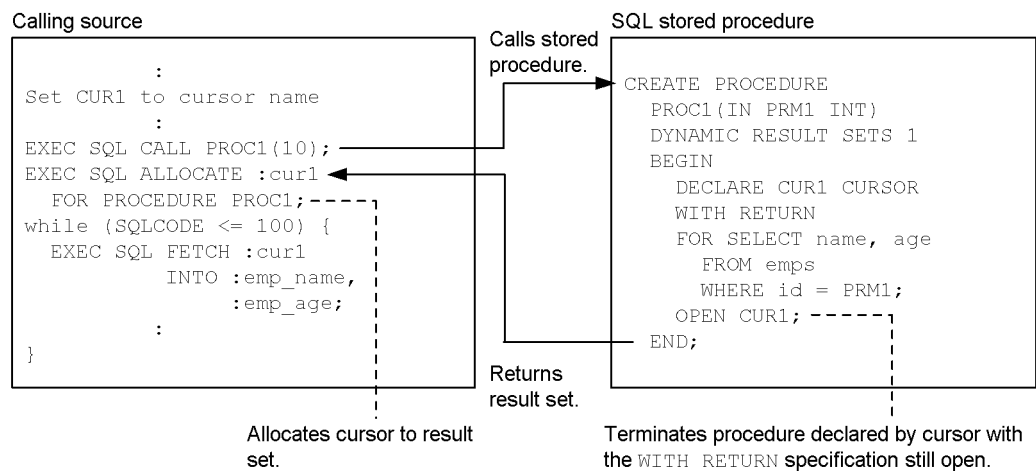 Calling source
:
Set CUR1 to cursor name
:
EXEC SQL CALL PROC1(10);
EXEC SQL ALLOCATE :cur1
FOR PROCEDURE PROC1;
while (SQLCODE <= 100) {
EXEC SQL FETCH :cur1
INTO :emp_name,
:emp_age;
:
}
Calls stored
procedure.
Returns
result set.
Allocates cursor to result
set.
SQL stored procedure
CREATE PROCEDURE
PROC1(IN PRM1 INT)
DYNAMIC RESULT SETS 1
BEGIN
DECLARE CUR1 CURSOR
WITH RETURN
FOR SELECT name, age
FROM emps
WHERE id = PRM1;
OPEN CUR1;
END;
Terminates procedure declared by cursor with
the WITH RETURN specification still open.